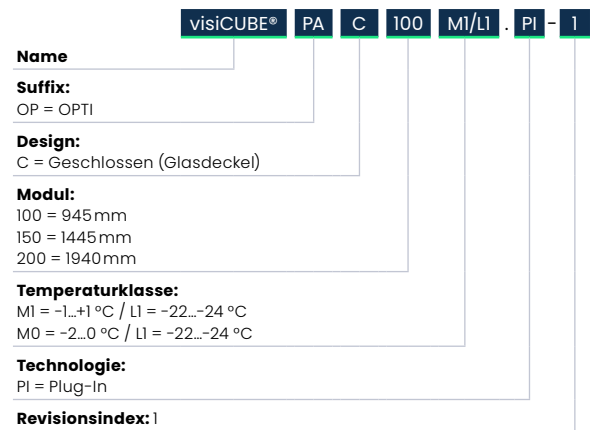 visiCUBE® PA C 100 M1/L1 . PI - 1
Name
Suffix:
OP = OPTI
Design:
C = Geschlossen (Glasdeckel)
Modul:
100 = 945 mm
150 = 1445 mm
200 = 1940 mm
Temperaturklasse:
M1 = -1...+1 °C / L1 = -22...-24 °C
M0 = -2...0 °C / L1 = -22...-24 °C
Technologie:
PI = Plug-In
Revisionsindex: 1